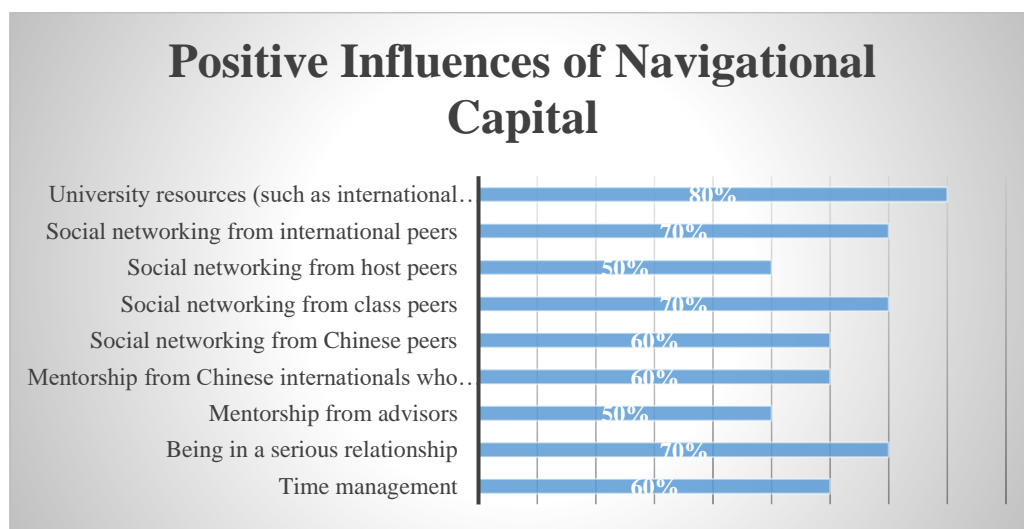 Positive Influences of Navigational
Capital
University resources (such as international… 80%
Social networking from international peers 70%
Social networking from host peers 50%
Social networking from class peers 70%
Social networking from Chinese peers 60%
Mentorship from Chinese internationals who… 60%
Mentorship from advisors 50%
Being in a serious relationship 70%
Time management 60%